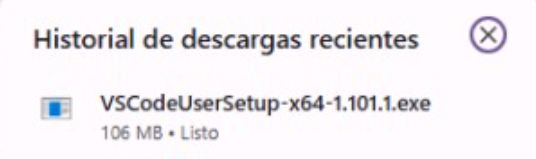 Historial de descargas recientes
VSCodeUserSetup-x64-1.101.1.exe
106 MB • Listo